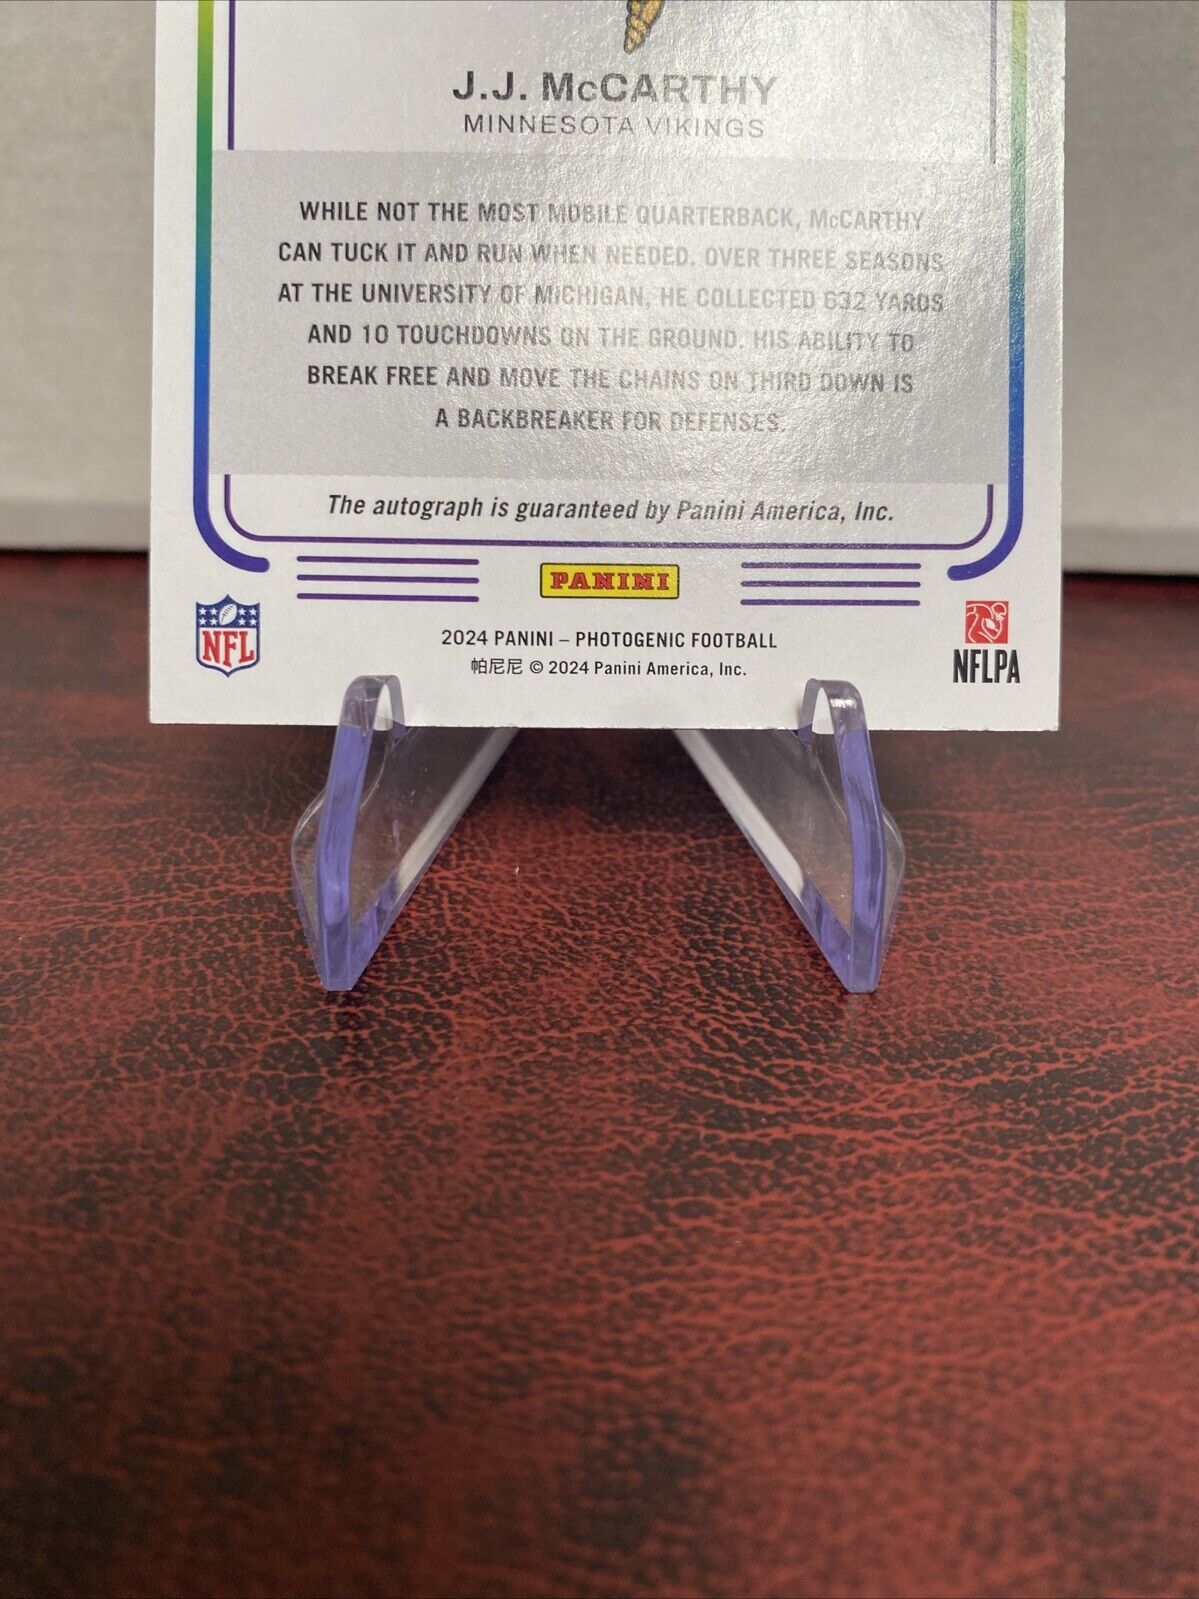 J.J. McCARTHY
MINNESOTA VIKINGS
WHILE NOT THE MOST MOBILE QUARTERBACK, McCARTHY
CAN TUCK IT AND RUN WHEN NEEDED. OVER THREE SEASONS
AT THE UNIVERSITY OF MICHIGAN, HE COLLECTED 632 YARDS
AND 10 TOUCHDOWNS ON THE GROUND. HIS ABILITY TO
BREAK FREE AND MOVE THE CHAINS ON THIRD DOWN IS
A BACKBREAKER FOR DEFENSES.
The autograph is guaranteed by Panini America, Inc.
PANINI
NFL
2024 PANINI – PHOTOGENIC FOOTBALL
帕尼尼 © 2024 Panini America, Inc.
NFLPA